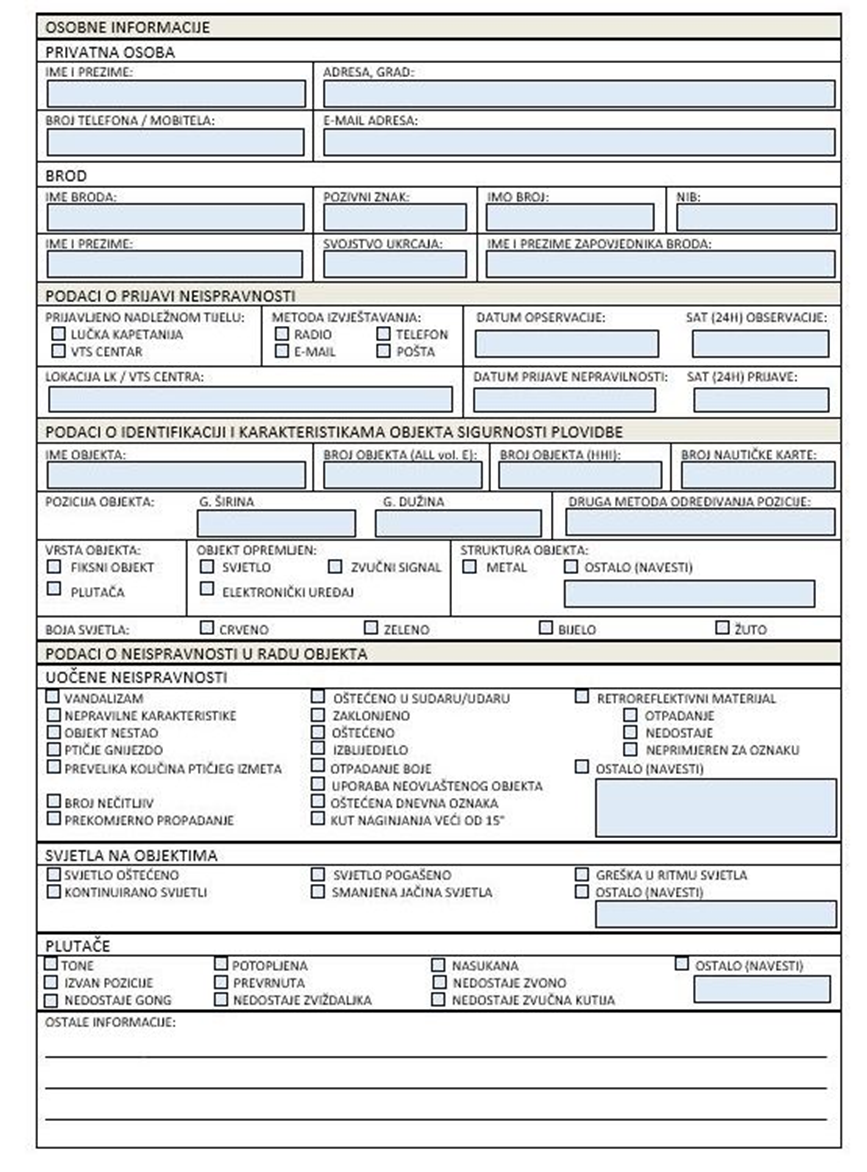 OSOBNE INFORMACIJE
PRIVATNA OSOBA
IME I PREZIME: ADRESA, GRAD:
BROJ TELEFONA / MOBITELA: E-MAIL ADRESA:
BROD
IME BRODA: POZIVNI ZNAK: IMO BROJ: NIB:
IME I PREZIME: SVOJSTVO UKRCAJA: IME I PREZIME ZAPOVJEDNIKA BRODA:
PODACI O PRIJAVI NEISPRAVNOSTI
PRIJAVLJENO NADLEŽNOM TIJELU: METODA IZVJEŠTAVANJA: DATUM OPSERVACIJE: SAT (24H) OBSERVACIJE:
LUČKA KAPETANIJA RADIO TELEFON
VTS CENTAR E-MAIL POŠTA
LOKACIJA LK / VTS CENTRA: DATUM PRIJAVE NEPRAVILNOSTI: SAT (24H) PRIJAVE:
PODACI O IDENTIFIKACIJI I KARAKTERISTIKAMA OBJEKTA SIGURNOSTI PLOVIDBE
IME OBJEKTA: BROJ OBJEKTA (ALL vol. E): BROJ OBJEKTA (HHI): BROJ NAUTIČKE KARTE:
POZICIJA OBJEKTA: G. ŠIRINA G. DUŽINA DRUGA METODA ODREĐIVANJA POZICIJE:
VRSTA OBJEKTA: OBJEKT OPREMLJEN: STRUKTURA OBJEKTA:
FIKSNI OBJEKT SVJETLO ZVUČNI SIGNAL METAL OSTALO (NAVESTI)
PLUTAČA ELEKTRONIČKI UREĐAJ
BOJA SVJETLA: CRVENO ZELENO BIJELO ŽUTO
PODACI O NEISPRAVNOSTI U RADU OBJEKTA
UOČENE NEISPRAVNOSTI
VANDALIZAM OŠTEĆENO U SUDARU/UDARU RETROREFLEKTIVNI MATERIJAL
NEPRAVILNE KARAKTERISTIKE ZAKLONJENO OTPADANJE
OBJEKT NESTAO OŠTEĆENO NEDOSTAJE
PTIČJE GNIJEZDO IZBLIJEDJELO NEPRIMJEREN ZA OZNAKU
PREVELIKA KOLIČINA PTIČJEG IZMETA OTPADANJE BOJE OSTALO (NAVESTI)
UPORABA NEOVLAŠTENOG OBJEKTA
BROJ NEČITLJIV OŠTEĆENA DNEVNA OZNAKA
PREKOMJERNO PROPADANJE KUT NAGINJANJA VEĆI OD 15°
SVJETLA NA OBJEKTIMA
SVJETLO OŠTEĆENO SVJETLO POGAŠENO GREŠKA U RITMU SVJETLA
KONTINUIRANO SVIJETLI SMANJENA JAČINA SVJETLA OSTALO (NAVESTI)
PLUTAČE
TONE POTOPLJENA NASUKANA OSTALO (NAVESTI)
IZVAN POZICIJE PREVRNUTA NEDOSTAJE ZVONO
NEDOSTAJE GONG NEDOSTAJE ZVIŽDALJKA NEDOSTAJE ZVUČNA KUTIJA
OSTALE INFORMACIJE: